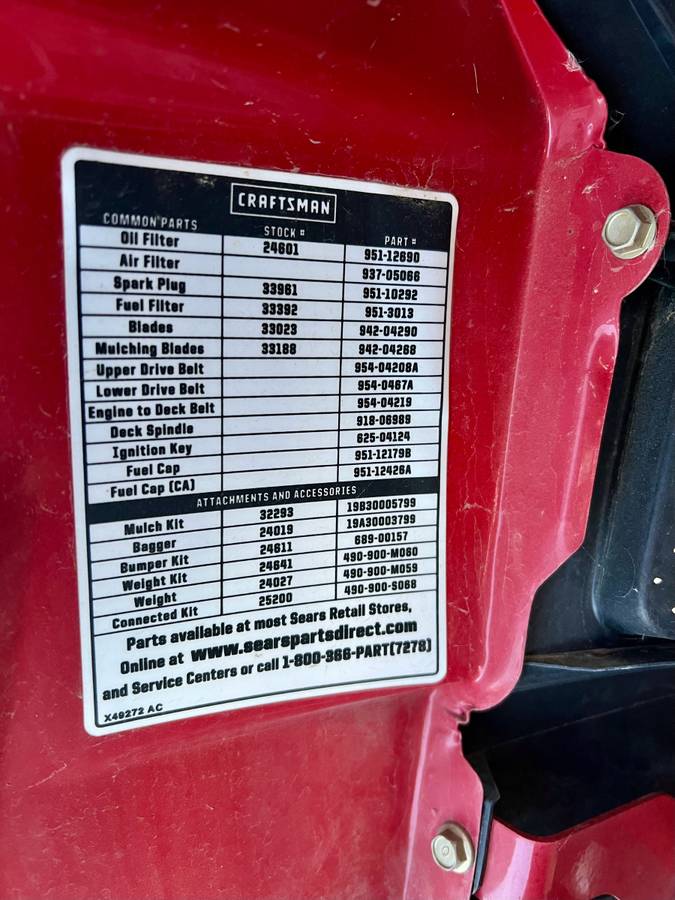 CRAFTSMAN
COMMON PARTS STOCK # PART #
Oil Filter 24601 951-12690
Air Filter 937-05066
Spark Plug 33961 951-10292
Fuel Filter 33392 951-3013
Blades 33023 942-04290
Mulching Blades 33188 942-04268
Upper Drive Belt 954-04208A
Lower Drive Belt 954-0467A
Engine to Deck Belt 954-04219
Deck Spindle 918-06989
Ignition Key 625-04124
Fuel Cap 951-12179B
Fuel Cap (CA) 951-12426A
ATTACHMENTS AND ACCESSORIES
Mulch Kit 32293 19B30005799
Bagger 24019 19A30003799
Bumper Kit 24611 689-00157
Weight Kit 24641 490-900-M060
Weight 24027 490-900-M059
Connected Kit 25200 490-900-S068
Parts available at most Sears Retail Stores,
Online at www.searspartsdirect.com
and Service Centers or call 1-800-366-PART(7278)
X49272 AC